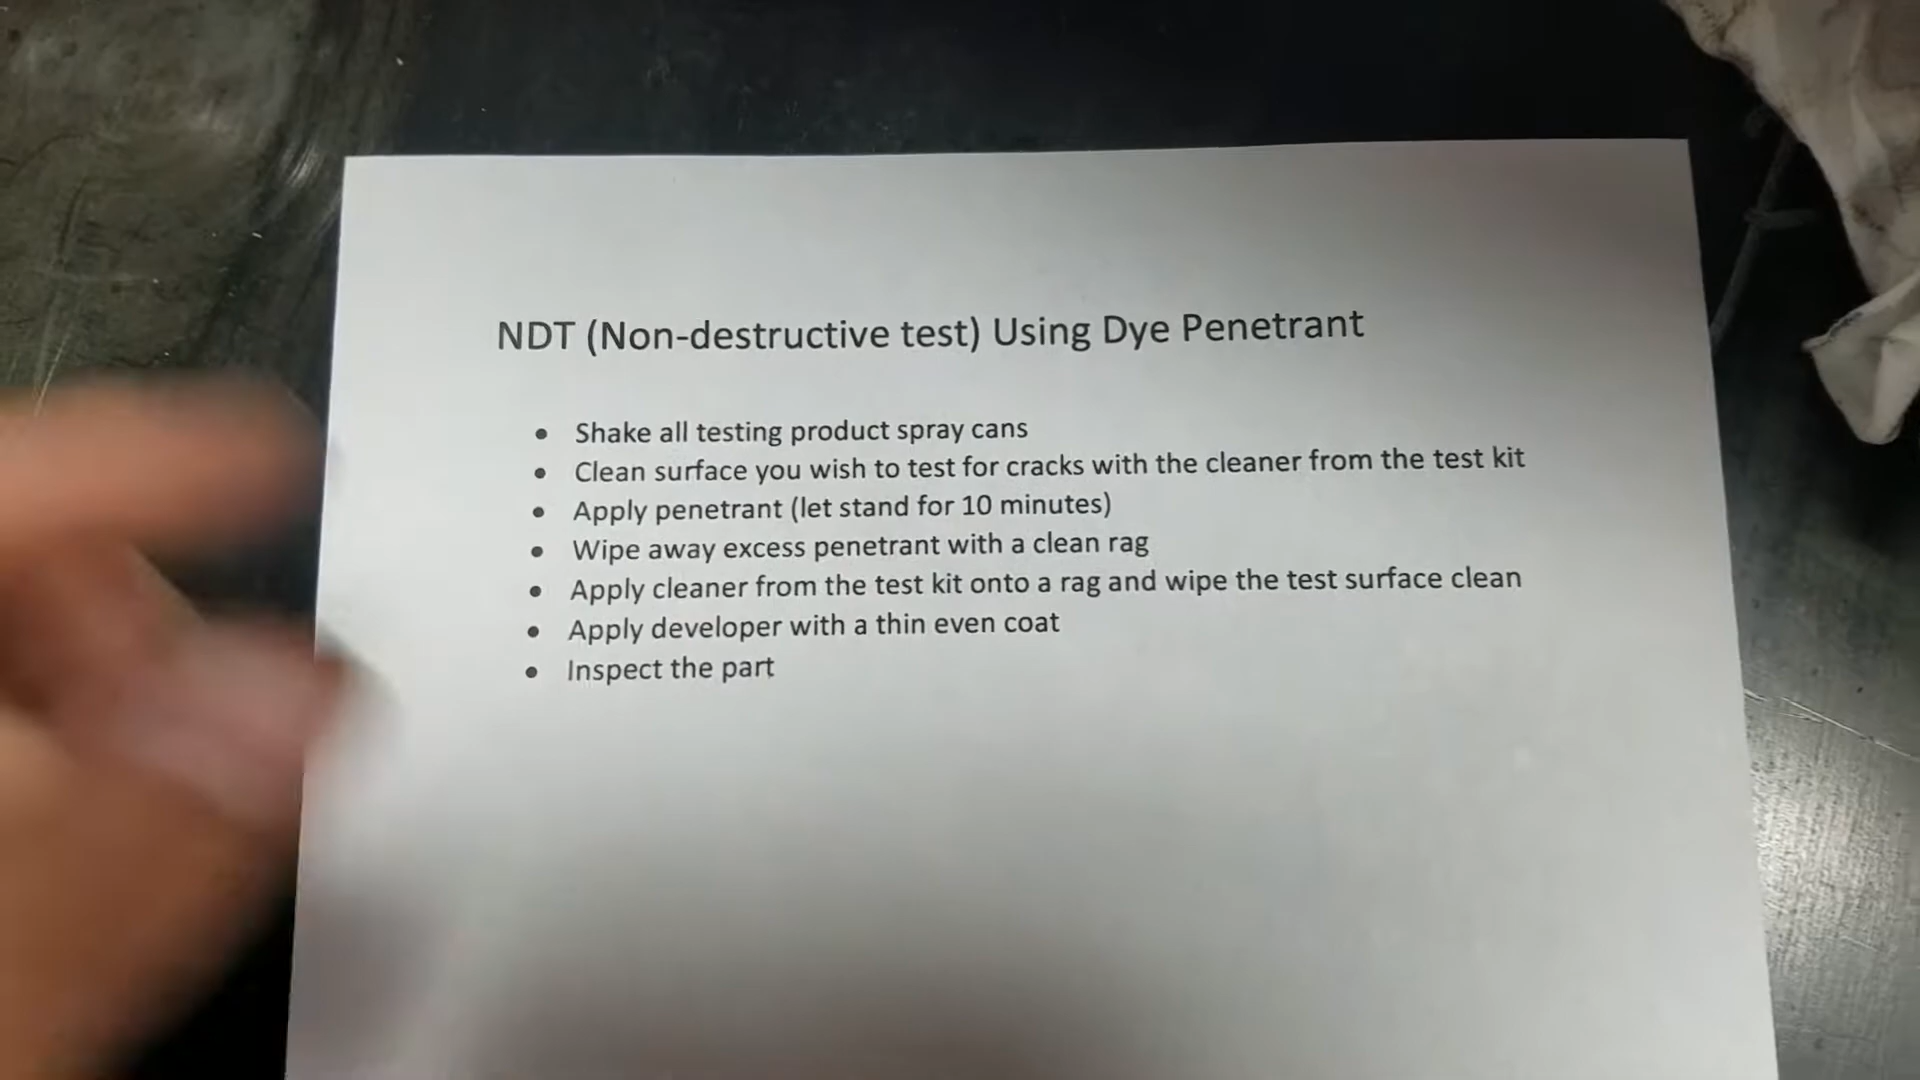 NDT (Non-destructive test) Using Dye Penetrant
• Shake all testing product spray cans
• Clean surface you wish to test for cracks with the cleaner from the test kit
• Apply penetrant (let stand for 10 minutes)
• Wipe away excess penetrant with a clean rag
• Apply cleaner from the test kit onto a rag and wipe the test surface clean
• Apply developer with a thin even coat
• Inspect the part